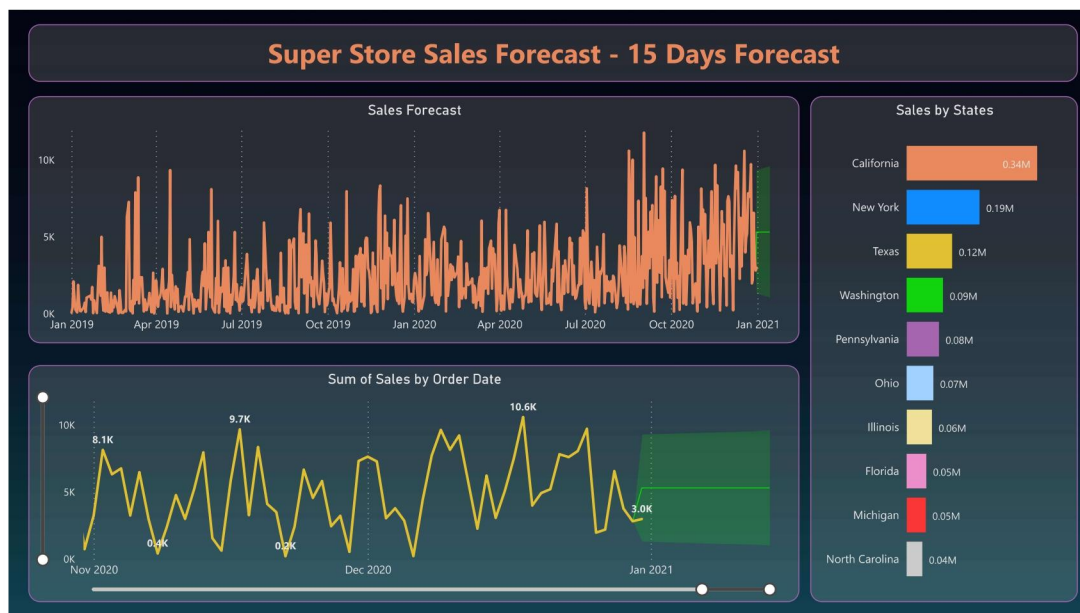 Super Store Sales Forecast - 15 Days Forecast
Sales Forecast
10K
5K
0K
Jan 2019 Apr 2019 Jul 2019 Oct 2019 Jan 2020 Apr 2020 Jul 2020 Oct 2020 Jan 2021
Sum of Sales by Order Date
10K
5K
0K
8.1K
9.7K
10.6K
0.4K
0.2K
3.0K
Nov 2020 Dec 2020 Jan 2021
Sales by States
California 0.34M
New York 0.19M
Texas 0.12M
Washington 0.09M
Pennsylvania 0.08M
Ohio 0.07M
Illinois 0.06M
Florida 0.05M
Michigan 0.05M
North Carolina 0.04M